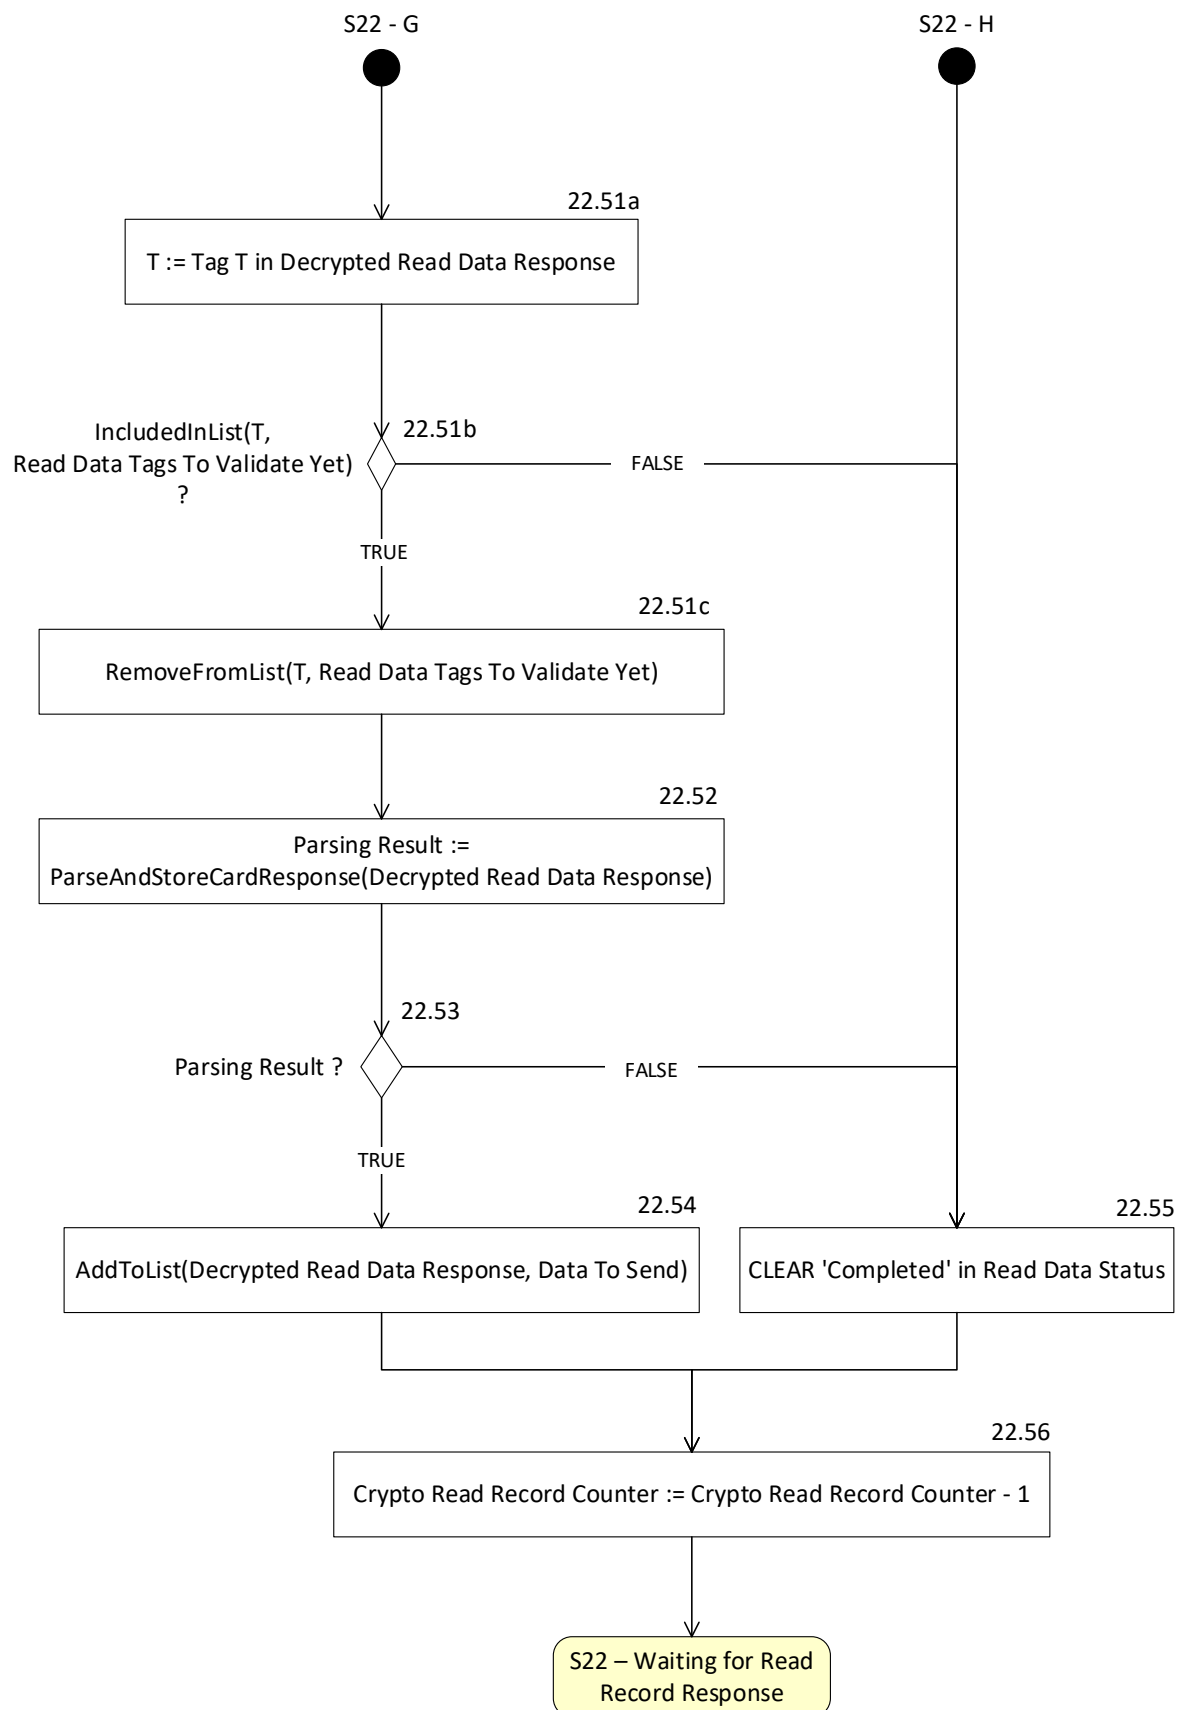 S22 - G
S22 - H
22.51a
T := Tag T in Decrypted Read Data Response
22.51b
IncludedInList(T,
Read Data Tags To Validate Yet)
?
FALSE
TRUE
22.51c
RemoveFromList(T, Read Data Tags To Validate Yet)
22.52
Parsing Result :=
ParseAndStoreCardResponse(Decrypted Read Data Response)
22.53
Parsing Result ?
FALSE
TRUE
22.54
22.55
AddToList(Decrypted Read Data Response, Data To Send)
CLEAR 'Completed' in Read Data Status
22.56
Crypto Read Record Counter := Crypto Read Record Counter - 1
S22 – Waiting for Read
Record Response